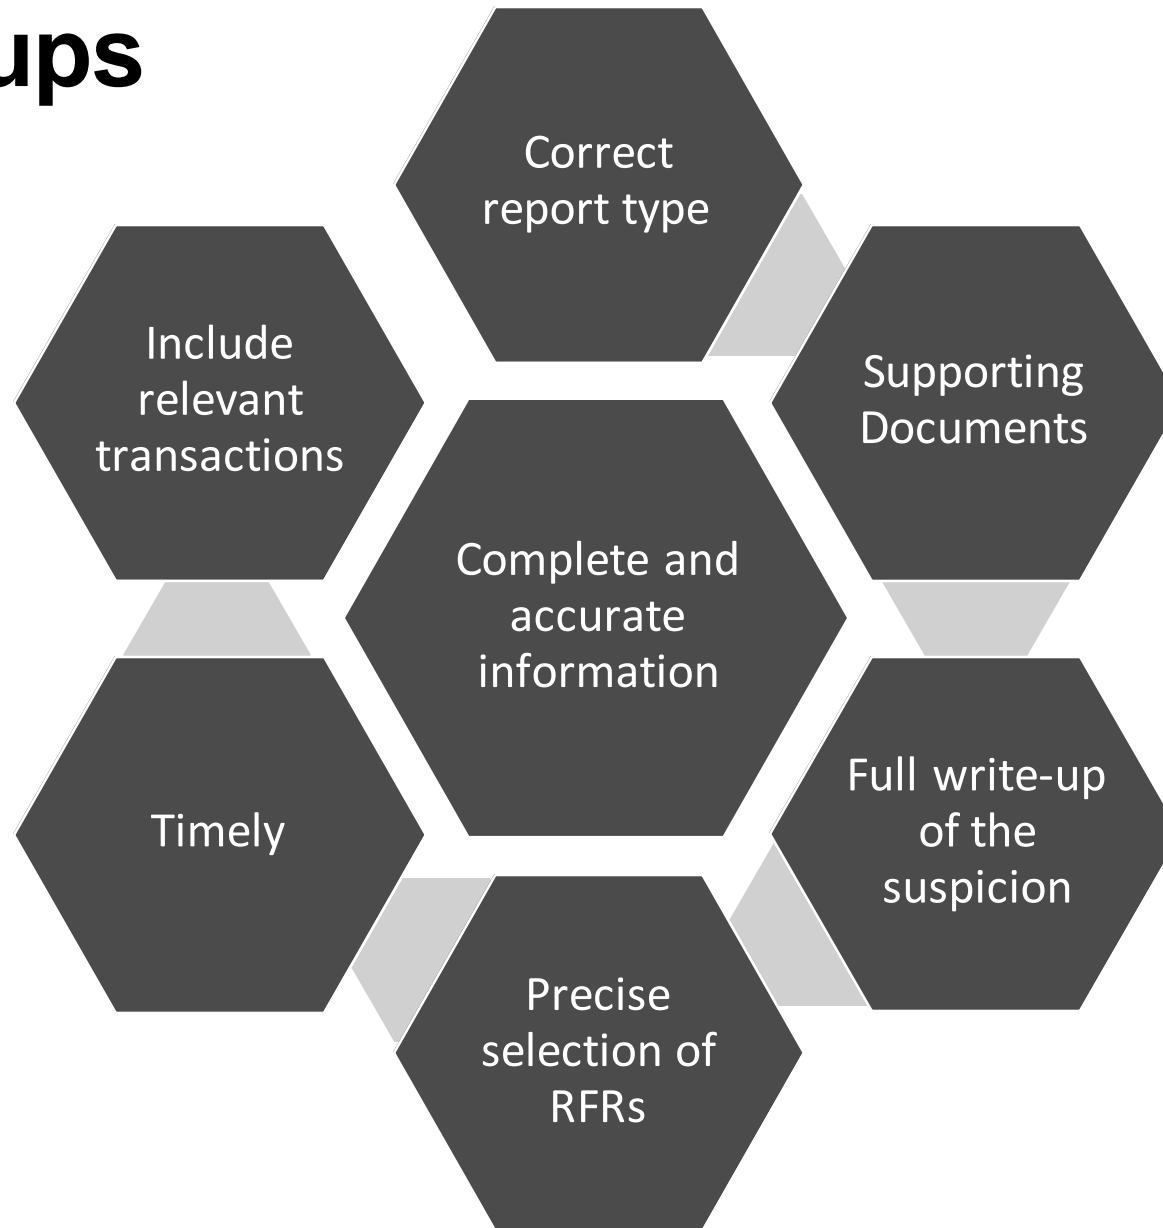 ups
Correct
report type
Supporting
Documents
Full write-up
of the
suspicion
Precise
selection of
RFRs
Timely
Include
relevant
transactions
Complete and
accurate
information